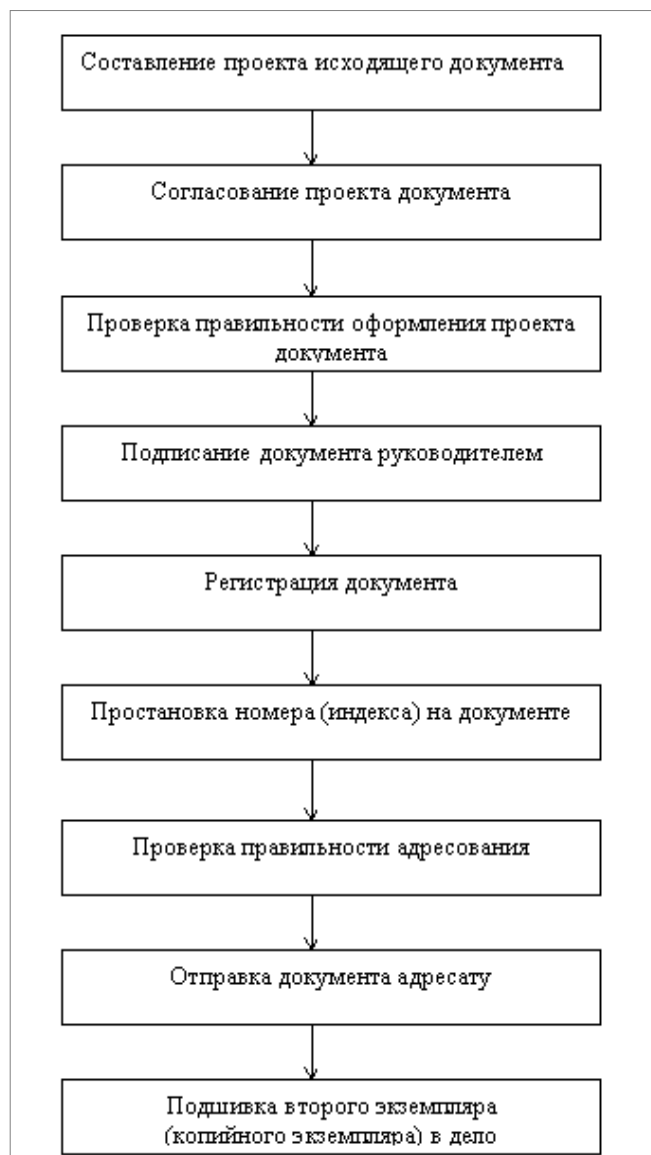 Составление проекта исходящего документа
Согласование проекта документа
Проверка правильности оформления проекта
документа
Подписание документа руководителем
Регистрация документа
Простановка номера (индекса) на документе
Проверка правильности адресования
Отправка документа адресату
Подшивка второго экземпляра
(копийного экземпляра) в дело